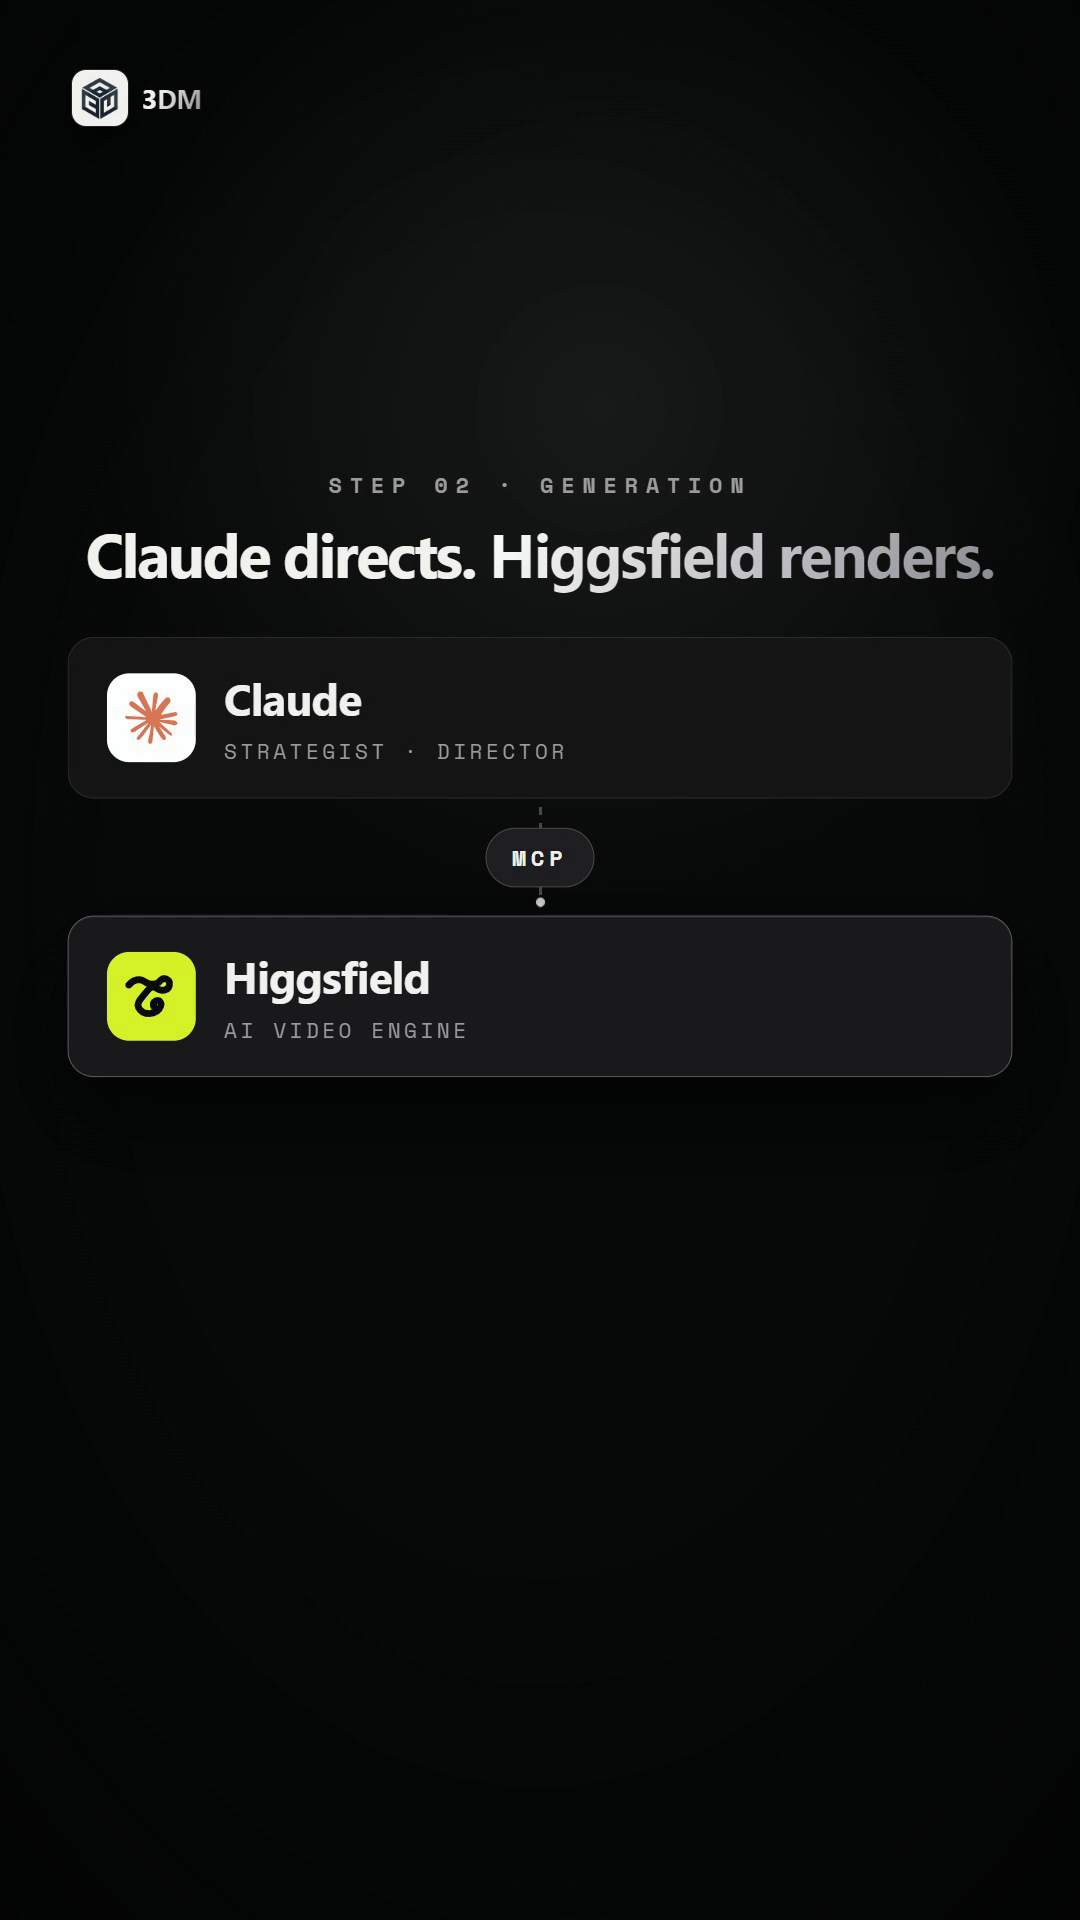 3DM
STEP 02 · GENERATION
Claude directs. Higgsfield renders.
Claude
STRATEGIST · DIRECTOR
MCP
Higgsfield
AI VIDEO ENGINE